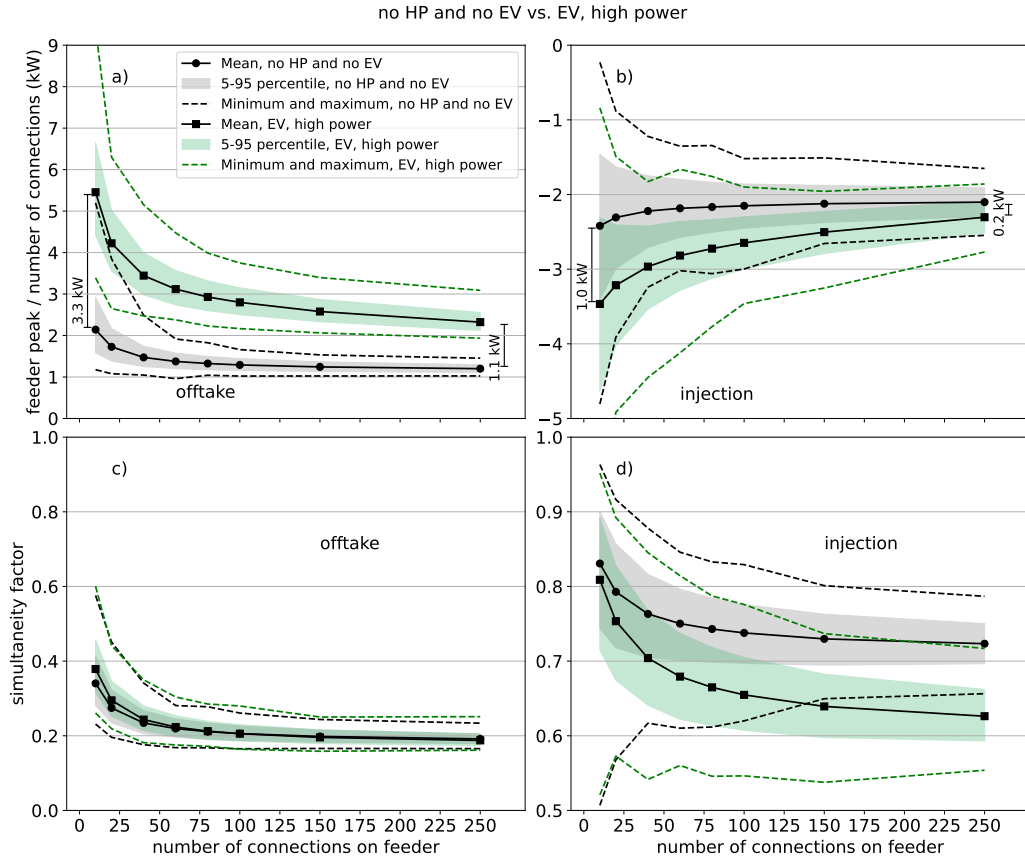 no HP and no EV vs. EV, high power
feeder peak / number of connections (kW)
9
8
7
6
5
4
3
2
1
0
a)
Mean, no HP and no EV
5-95 percentile, no HP and no EV
Minimum and maximum, no HP and no EV
Mean, EV, high power
5-95 percentile, EV, high power
Minimum and maximum, EV, high power
3.3 kW
1.1 kW
offtake
0
−1
−2
−3
−4
−5
b)
1.0 kW
0.2 kW
injection
simultaneity factor
1.0
0.8
0.6
0.4
0.2
0.0
c)
offtake
0 25 50 75 100 125 150 175 200 225 250
number of connections on feeder
1.0
0.9
0.8
0.7
0.6
0.5
d)
injection
0 25 50 75 100 125 150 175 200 225 250
number of connections on feeder